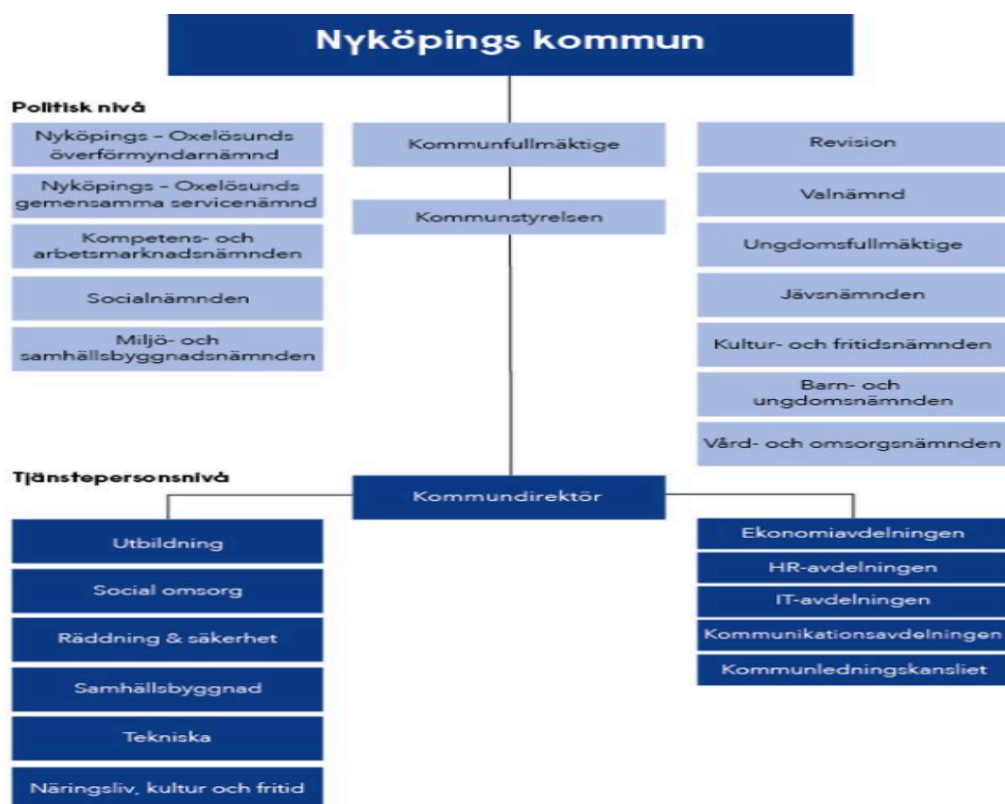 Nyköpings kommun
Politisk nivå
Nyköpings – Oxelösunds
överförmyndarnämnd
Nyköpings – Oxelösunds
gemensamma servicenämnd
Kompetens- och
arbetsmarknadsnämnden
Socialnämnden
Miljö- och
samhällsbyggnadsnämnden
Kommunfullmäktige
Kommunstyrelsen
Revision
Valnämnd
Ungdomsfullmäktige
Jävsnämnden
Kultur- och fritidsnämnden
Barn- och
ungdomsnämnden
Vård- och omsorgsnämnden
Tjänstepersonsnivå
Kommundirektör
Utbildning
Social omsorg
Räddning & säkerhet
Samhällsbyggnad
Tekniska
Näringsliv, kultur och fritid
Ekonomiavdelningen
HR-avdelningen
IT-avdelningen
Kommunikationsavdelningen
Kommunledningskansliet